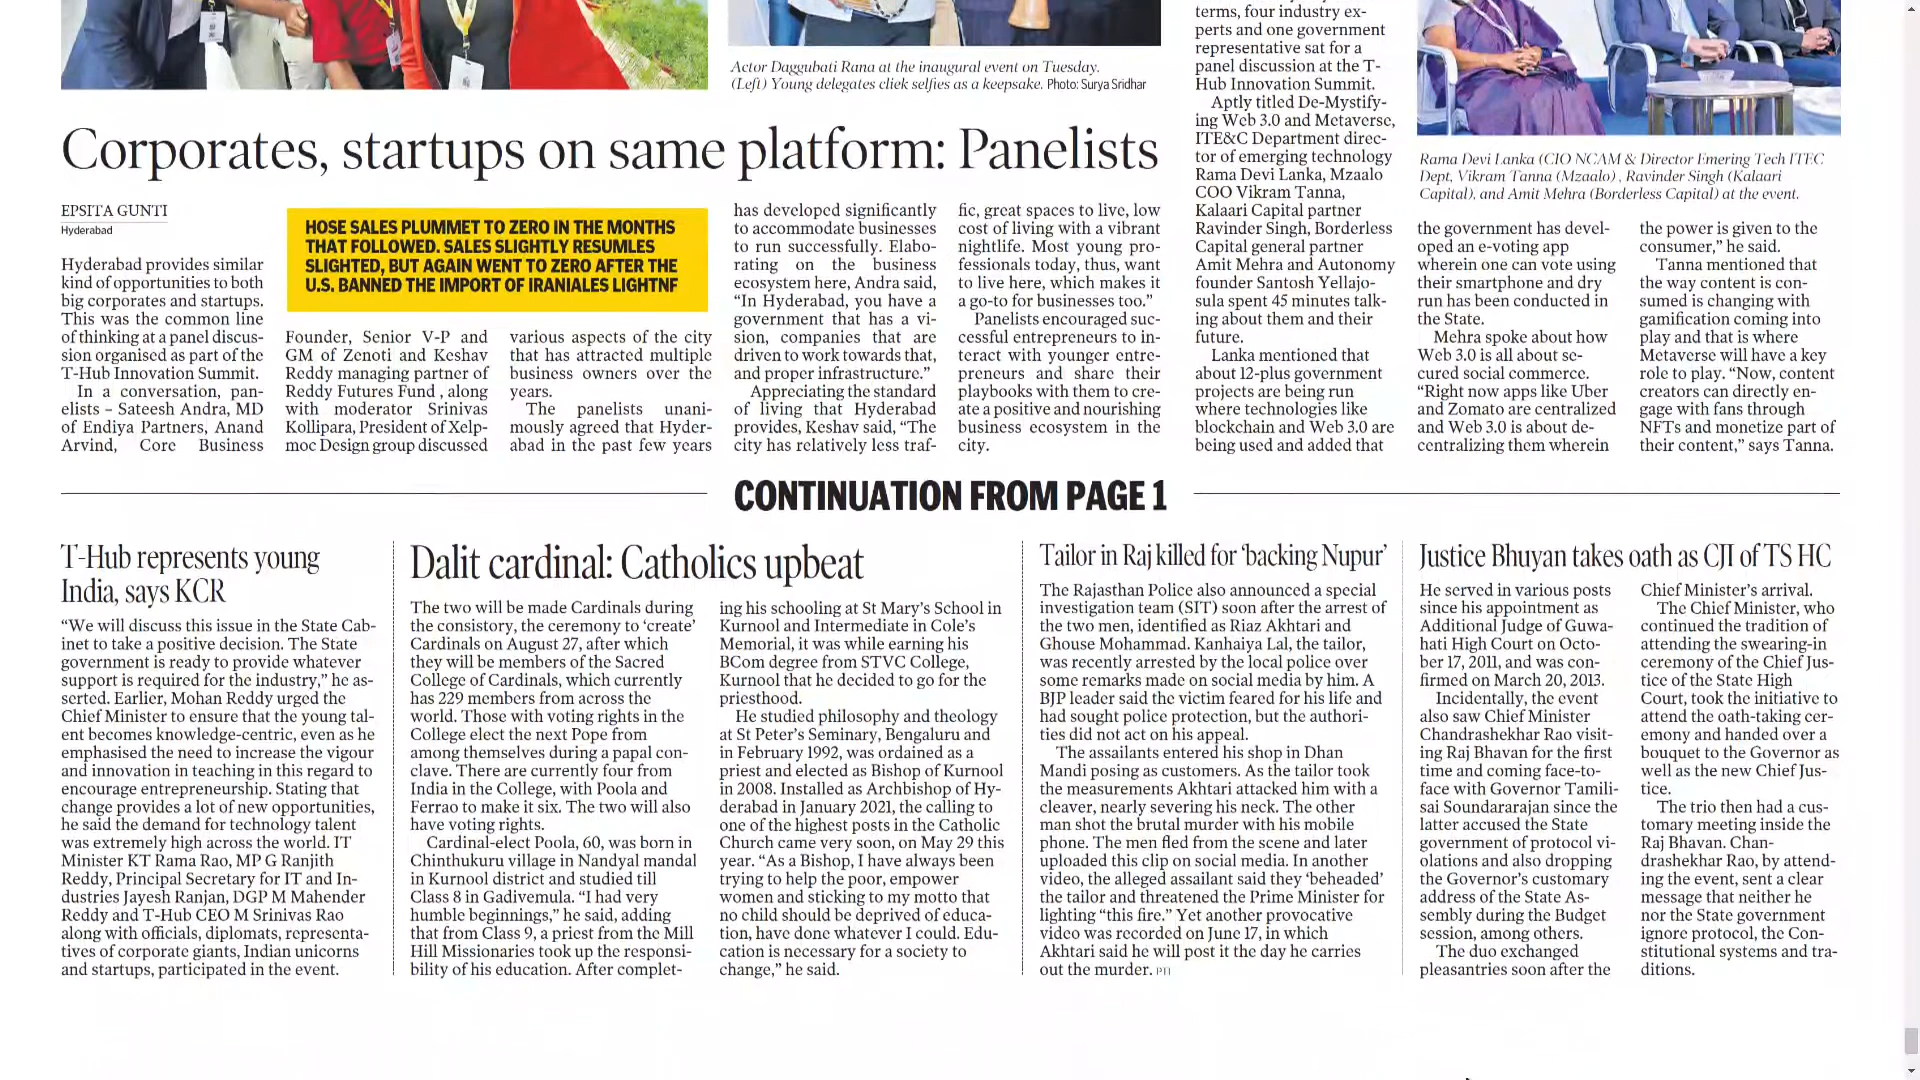 Actor Daggubati Rana at the inaugural event on Tuesday.
(Left) Young delegates cliek selfies as a keepsake. Photo: Surya Sridhar
Corporates, startups on same platform: Panelists
EPSITA GUNTI
Hyderabad
Hyderabad provides similar
kind of opportunities to both
big corporates and startups.
This was the common line
of thinking at a panel discus-
sion organised as part of the
T-Hub Innovation Summit.
In a conversation, pan-
elists – Sateesh Andra, MD
of Endiya Partners, Anand
Arvind, Core Business
HOSE SALES PLUMMET TO ZERO IN THE MONTHS
THAT FOLLOWED. SALES SLIGHTLY RESUMLES
SLIGHTED, BUT AGAIN WENT TO ZERO AFTER THE
U.S. BANNED THE IMPORT OF IRANIALES LIGHTNF
Founder, Senior V-P and
GM of Zenoti and Keshav
Reddy managing partner of
Reddy Futures Fund , along
with moderator Srinivas
Kollipara, President of Xelp-
moc Design group discussed
various aspects of the city
that has attracted multiple
business owners over the
years.
The panelists unani-
mously agreed that Hyder-
abad in the past few years
has developed significantly
to accommodate businesses
to run successfully. Elabo-
rating on the business
ecosystem here, Andra said,
“In Hyderabad, you have a
government that has a vi-
sion, companies that are
driven to work towards that,
and proper infrastructure.”
Appreciating the standard
of living that Hyderabad
provides, Keshav said, “The
city has relatively less traf-
fic, great spaces to live, low
cost of living with a vibrant
nightlife. Most young pro-
fessionals today, thus, want
to live here, which makes it
a go-to for businesses too.”
Panelists encouraged suc-
cessful entrepreneurs to in-
teract with younger entre-
preneurs and share their
playbooks with them to cre-
ate a positive and nourishing
business ecosystem in the
city.
terms, four industry ex-
perts and one government
representative sat for a
panel discussion at the T-
Hub Innovation Summit.
Aptly titled De-Mystify-
ing Web 3.0 and Metaverse,
ITE&C Department direc-
tor of emerging technology
Rama Devi Lanka, Mzaalo
COO Vikram Tanna,
Kalaari Capital partner
Ravinder Singh, Borderless
Capital general partner
Amit Mehra and Autonomy
founder Santosh Yellajo-
sula spent 45 minutes talk-
ing about them and their
future.
Lanka mentioned that
about 12-plus government
projects are being run
where technologies like
blockchain and Web 3.0 are
being used and added that
Rama Devi Lanka (CIO NCAM & Director Emering Tech ITEC
Dept, Vikram Tanna (Mzaalo) , Ravinder Singh (Kalaari
Capital), and Amit Mehra (Borderless Capital) at the event.
the government has devel-
oped an e-voting app
wherein one can vote using
their smartphone and dry
run has been conducted in
the State.
Mehra spoke about how
Web 3.0 is all about se-
cured social commerce.
“Right now apps like Uber
and Zomato are centralized
and Web 3.0 is about de-
centralizing them wherein
the power is given to the
consumer,” he said.
Tanna mentioned that
the way content is con-
sumed is changing with
gamification coming into
play and that is where
Metaverse will have a key
role to play. “Now, content
creators can directly en-
gage with fans through
NFTs and monetize part of
their content,” says Tanna.
CONTINUATION FROM PAGE 1
T-Hub represents young
India, says KCR
“We will discuss this issue in the State Cab-
inet to take a positive decision. The State
government is ready to provide whatever
support is required for the industry,” he as-
serted. Earlier, Mohan Reddy urged the
Chief Minister to ensure that the young tal-
ent becomes knowledge-centric, even as he
emphasised the need to increase the vigour
and innovation in teaching in this regard to
encourage entrepreneurship. Stating that
change provides a lot of new opportunities,
he said the demand for technology talent
was extremely high across the world. IT
Minister KT Rama Rao, MP G Ranjith
Reddy, Principal Secretary for IT and In-
dustries Jayesh Ranjan, DGP M Mahender
Reddy and T-Hub CEO M Srinivas Rao
along with officials, diplomats, representa-
tives of corporate giants, Indian unicorns
and startups, participated in the event.
Dalit cardinal: Catholics upbeat
The two will be made Cardinals during
the consistory, the ceremony to ‘create’
Cardinals on August 27, after which
they will be members of the Sacred
College of Cardinals, which currently
has 229 members from across the
world. Those with voting rights in the
College elect the next Pope from
among themselves during a papal con-
clave. There are currently four from
India in the College, with Poola and
Ferrao to make it six. The two will also
have voting rights.
Cardinal-elect Poola, 60, was born in
Chinthukuru village in Nandyal mandal
in Kurnool district and studied till
Class 8 in Gadivemula. “I had very
humble beginnings,” he said, adding
that from Class 9, a priest from the Mill
Hill Missionaries took up the responsi-
bility of his education. After complet-
ing his schooling at St Mary’s School in
Kurnool and Intermediate in Cole’s
Memorial, it was while earning his
BCom degree from STVC College,
Kurnool that he decided to go for the
priesthood.
He studied philosophy and theology
at St Peter’s Seminary, Bengaluru and
in February 1992, was ordained as a
priest and elected as Bishop of Kurnool
in 2008. Installed as Archbishop of Hy-
derabad in January 2021, the calling to
one of the highest posts in the Catholic
Church came very soon, on May 29 this
year. “As a Bishop, I have always been
trying to help the poor, empower
women and sticking to my motto that
no child should be deprived of educa-
tion, have done whatever I could. Edu-
cation is necessary for a society to
change,” he said.
Tailor in Raj killed for ‘backing Nupur’
The Rajasthan Police also announced a special
investigation team (SIT) soon after the arrest of
the two men, identified as Riaz Akhtari and
Ghouse Mohammad. Kanhaiya Lal, the tailor,
was recently arrested by the local police over
some remarks made on social media by him. A
BJP leader said the victim feared for his life and
had sought police protection, but the authori-
ties did not act on his appeal.
The assailants entered his shop in Dhan
Mandi posing as customers. As the tailor took
the measurements Akhtari attacked him with a
cleaver, nearly severing his neck. The other
man shot the brutal murder with his mobile
phone. The men fled from the scene and later
uploaded this clip on social media. In another
video, the alleged assailant said they ‘beheaded’
the tailor and threatened the Prime Minister for
lighting “this fire.” Yet another provocative
video was recorded on June 17, in which
Akhtari said he will post it the day he carries
out the murder. PTI
Justice Bhuyan takes oath as CJI of TS HC
He served in various posts
since his appointment as
Additional Judge of Guwa-
hati High Court on Octo-
ber 17, 2011, and was con-
firmed on March 20, 2013.
Incidentally, the event
also saw Chief Minister
Chandrashekhar Rao visit-
ing Raj Bhavan for the first
time and coming face-to-
face with Governor Tamili-
sai Soundararajan since the
latter accused the State
government of protocol vi-
olations and also dropping
the Governor’s customary
address of the State As-
sembly during the Budget
session, among others.
The duo exchanged
pleasantries soon after the
Chief Minister’s arrival.
The Chief Minister, who
continued the tradition of
attending the swearing-in
ceremony of the Chief Jus-
tice of the State High
Court, took the initiative to
attend the oath-taking cer-
emony and handed over a
bouquet to the Governor as
well as the new Chief Jus-
tice.
The trio then had a cus-
tomary meeting inside the
Raj Bhavan. Chan-
drashekhar Rao, by attend-
ing the event, sent a clear
message that neither he
nor the State government
ignore protocol, the Con-
stitutional systems and tra-
ditions.